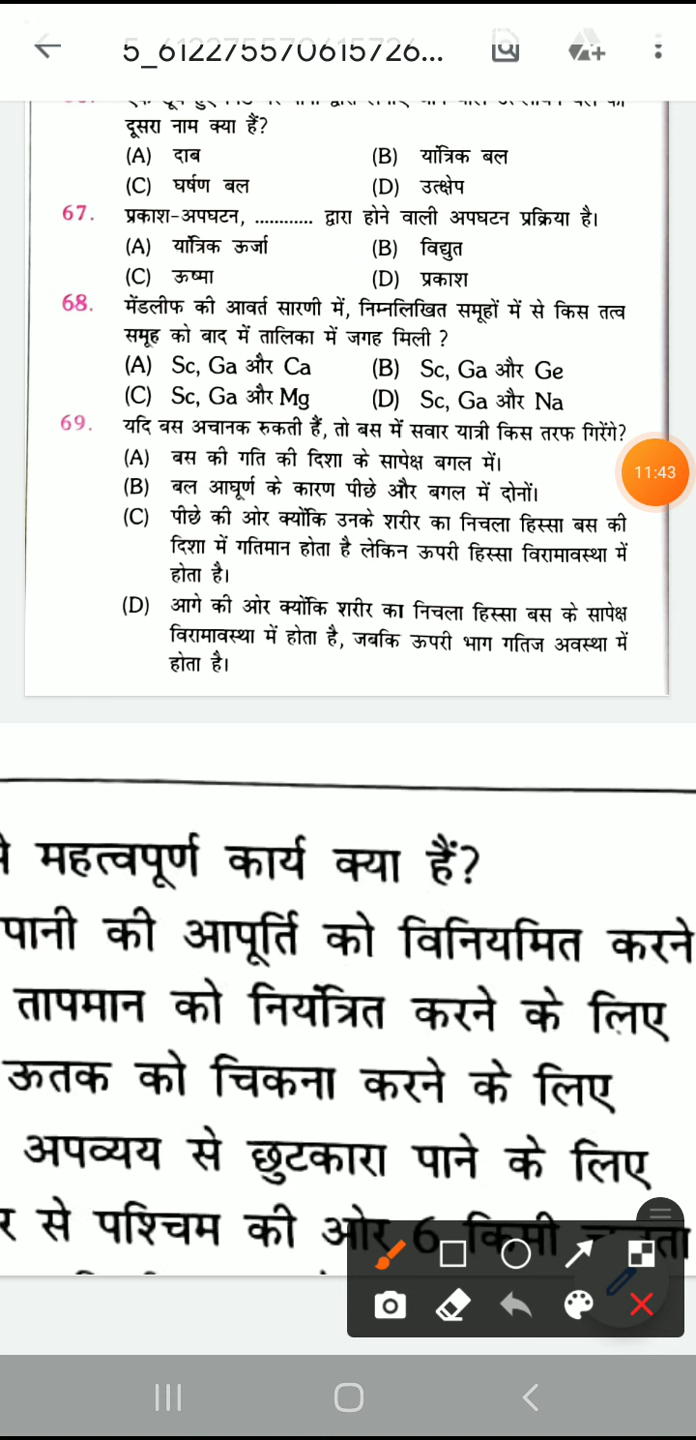 5_612275570615726...
दूसरा नाम क्या हैं?
(A) दाब (B) यांत्रिक बल
(C) घर्षण बल (D) उत्क्षेप
67. प्रकाश-अपघटन, ............ द्वारा होने वाली अपघटन प्रक्रिया है।
(A) यांत्रिक ऊर्जा (B) विद्युत
(C) ऊष्मा (D) प्रकाश
68. मेंडलीफ की आवर्त सारणी में, निम्नलिखित समूहों में से किस तत्व
समूह को बाद में तालिका में जगह मिली ?
(A) Sc, Ga और Ca (B) Sc, Ga और Ge
(C) Sc, Ga और Mg (D) Sc, Ga और Na
69. यदि बस अचानक रुकती हैं, तो बस में सवार यात्री किस तरफ गिरेंगे?
(A) बस की गति की दिशा के सापेक्ष बगल में।
11:43
(B) बल आघूर्ण के कारण पीछे और बगल में दोनों।
(C) पीछे की ओर क्योंकि उनके शरीर का निचला हिस्सा बस की
दिशा में गतिमान होता है लेकिन ऊपरी हिस्सा विरामावस्था में
होता है।
(D) आगे की ओर क्योंकि शरीर का निचला हिस्सा बस के सापेक्ष
विरामावस्था में होता है, जबकि ऊपरी भाग गतिज अवस्था में
होता है।
महत्वपूर्ण कार्य क्या हैं?
पानी की आपूर्ति को विनियमित करने
तापमान को नियंत्रित करने के लिए
ऊतक को चिकना करने के लिए
अपव्यय से छुटकारा पाने के लिए
से पश्चिम की ओर 6 किमी